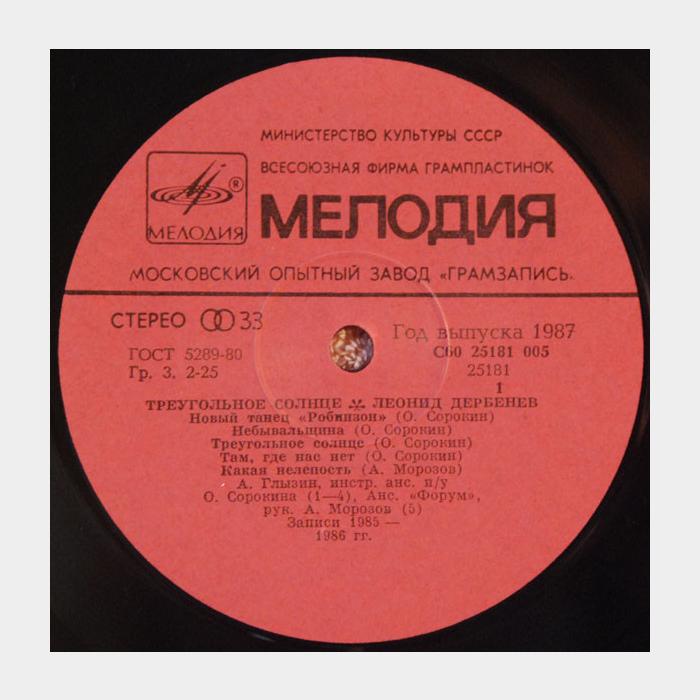 МИНИСТЕРСТВО КУЛЬТУРЫ СССР
ВСЕСОЮЗНАЯ ФИРМА ГРАМПЛАСТИНОК
®
МЕЛОДИЯ
МЕЛОДИЯ
МОСКОВСКИЙ ОПЫТНЫЙ ЗАВОД «ГРАМЗАПИСЬ»
СТЕРЕО 33
Год выпуска 1987
ГОСТ 5289-80
С60 25181 005
Гр. 3. 2-25
25181
1
ТРЕУГОЛЬНОЕ СОЛНЦЕ ЛЕОНИД ДЕРБЕНЕВ
Новый танец «Робинзон» (О. Сорокин)
Небывальщина (О. Сорокин)
Треугольное солнце (О. Сорокин)
Там, где нас нет (О. Сорокин)
Какая нелепость (А. Морозов)
А. Глызин, инстр. анс. п/у
О. Сорокина (1—4), Анс. «Форум»,
рук. А. Морозов (5)
Записи 1985 —
1986 гг.